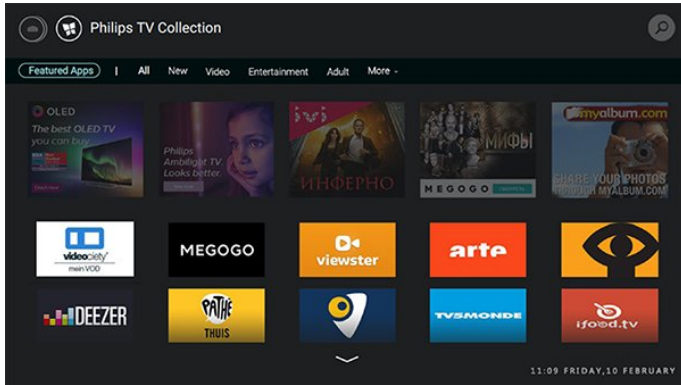 Philips TV Collection
Featured Apps | All New Video Entertainment Adult More
OLED
The best OLED TV
you can buy
Philips
Ambilight TV.
Looks better.
ivi
ИНФЕРНО
МИФЫ
MEGOGO
myalbum.com
SHARE YOUR PHOTOS
THROUGH MYALBUM.COM
videociety
mein VOD
MEGOGO
viewster
arte
DEEZER
PATHÉ
THUIS
TV5MONDE
ifood.tv
11:09 FRIDAY,10 FEBRUARY